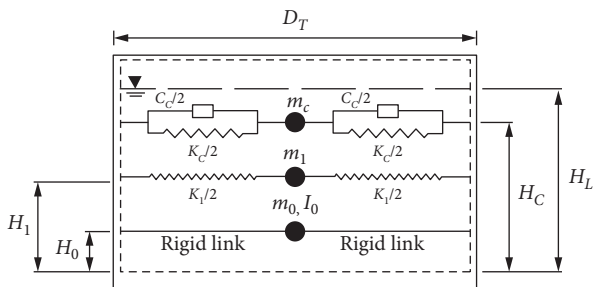 D_T
C_C/2 C_C/2
m_c
K_C/2 K_C/2
m_1
K_1/2 K_1/2
m_0, I_0
Rigid link Rigid link
H_1
H_0
H_C
H_L